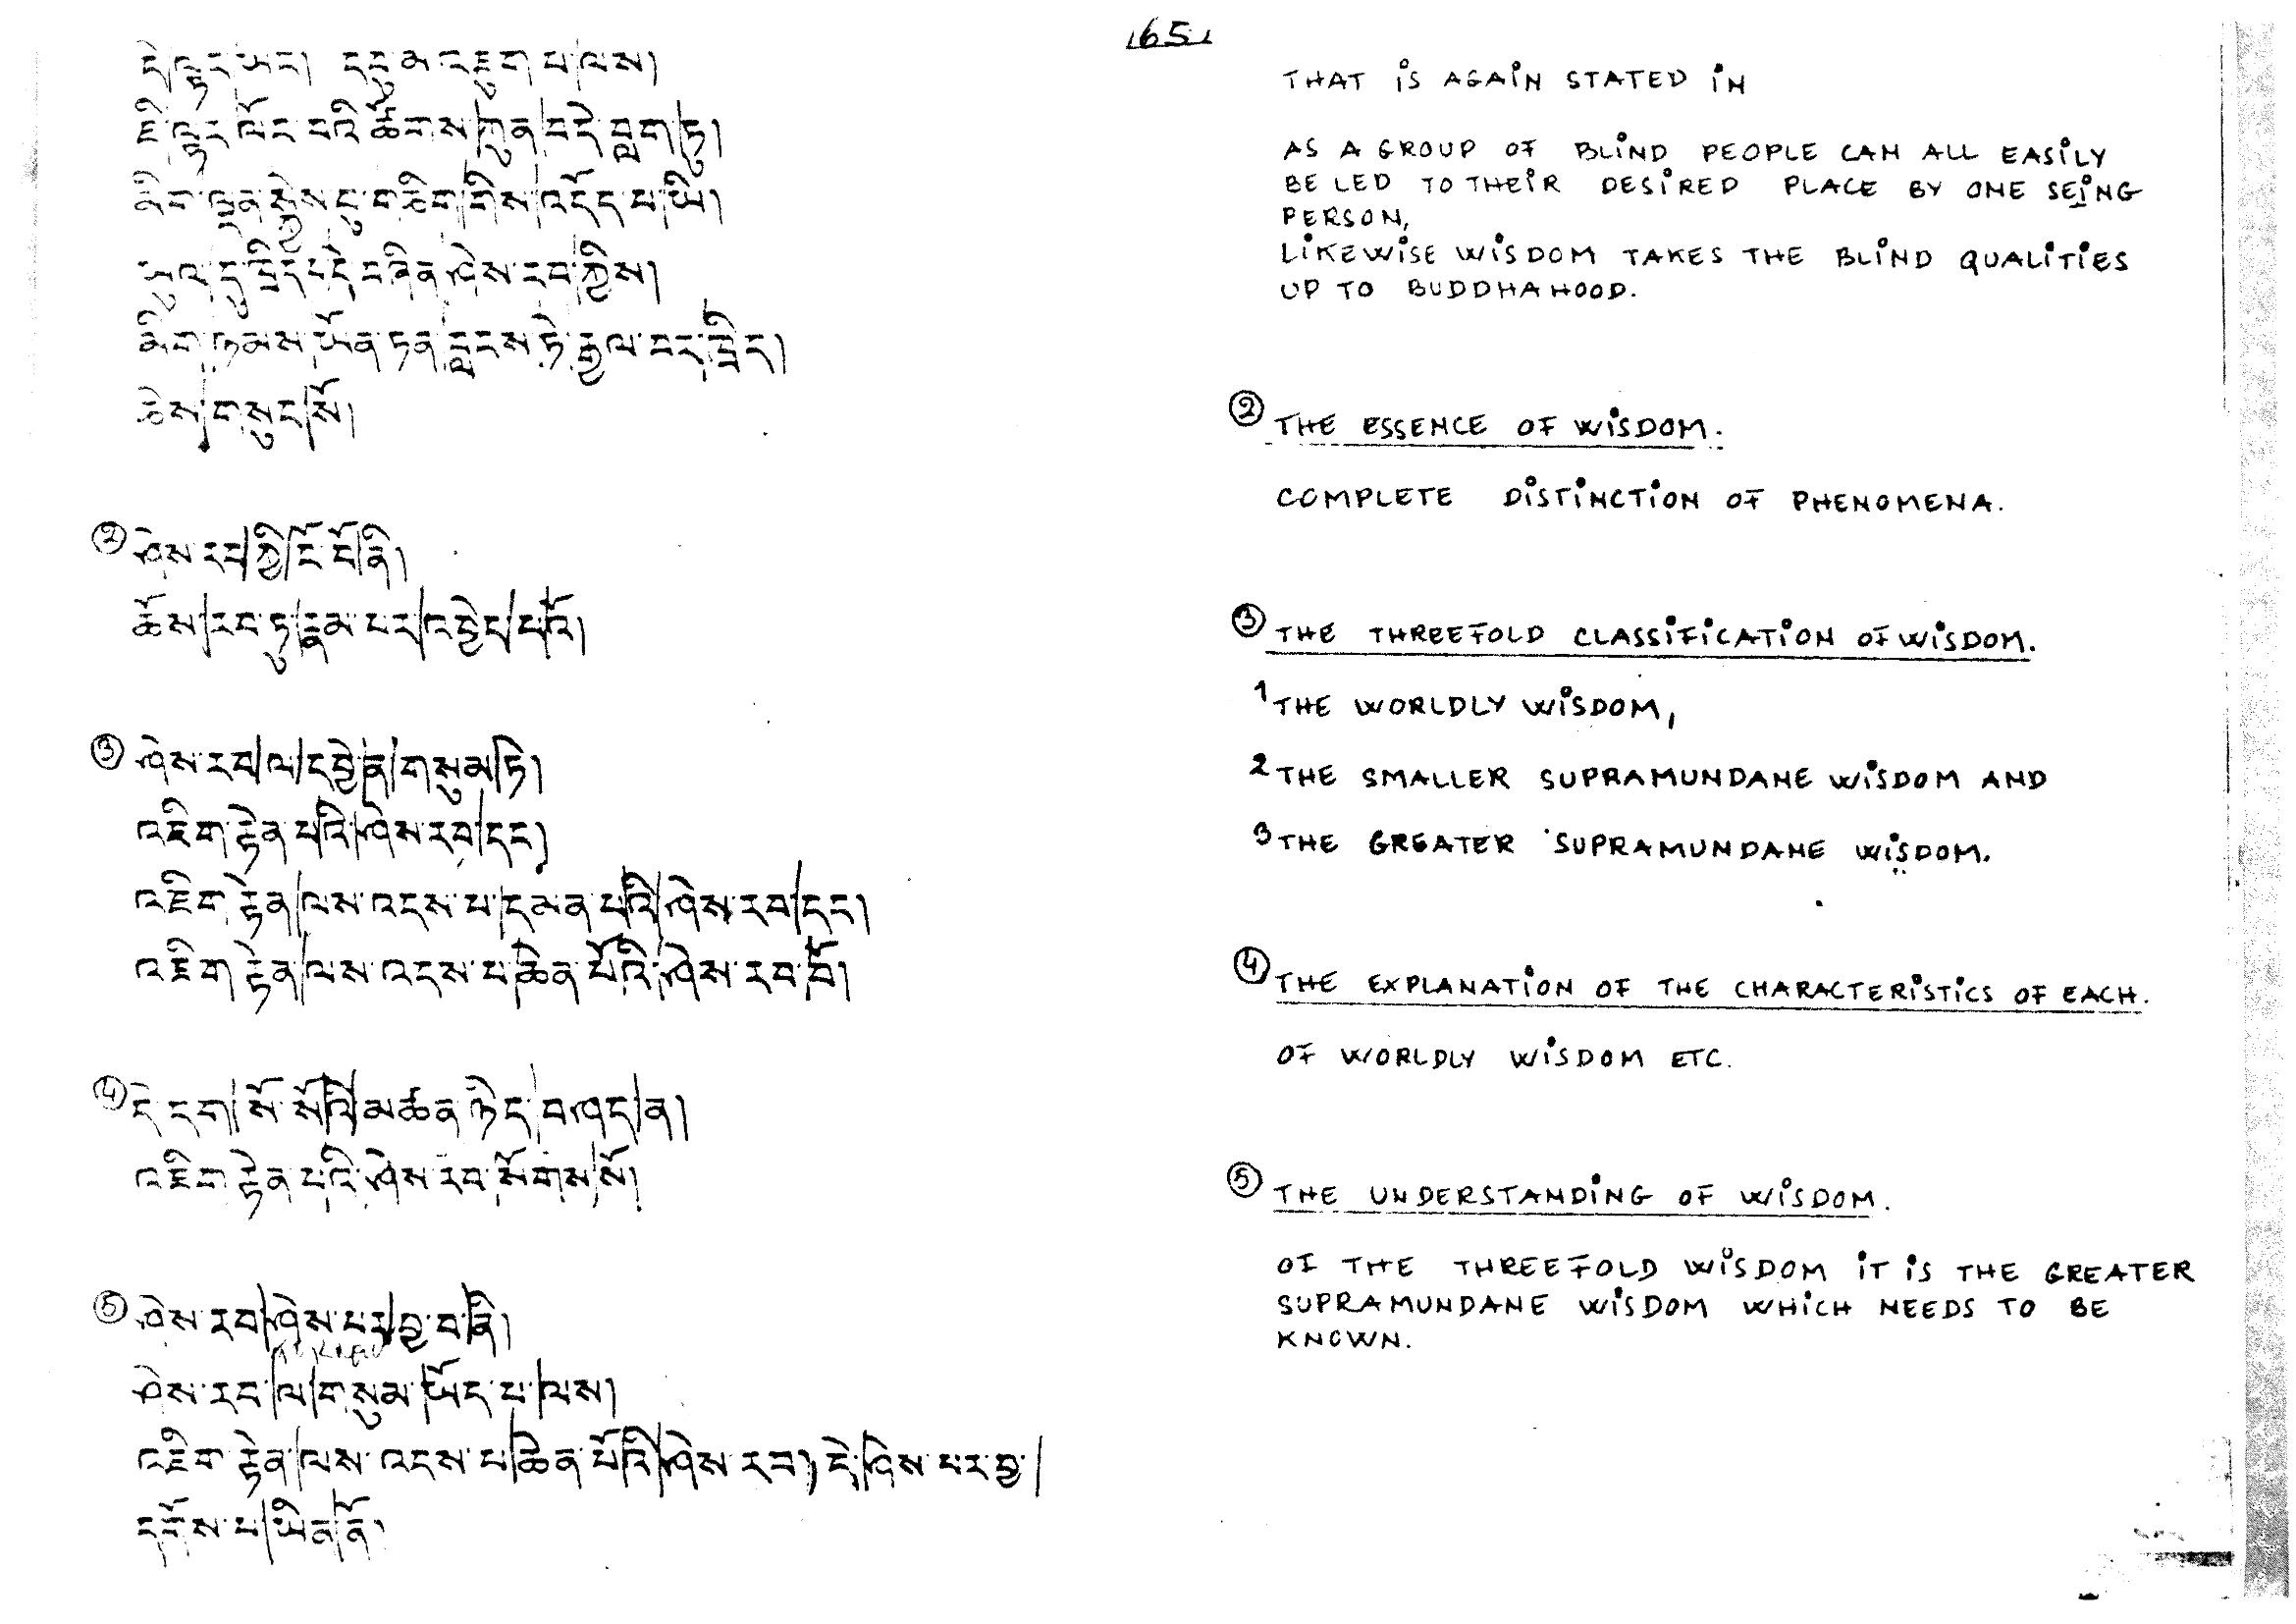 165
དེ་ལྟར་ཡང་། དབུ་མ་འཇུག་པ་ལས།
ཇི་ལྟར་ལོང་བའི་ཚོགས་ཀུན་བདེ་བླག་ཏུ།
མིག་ལྡན་སྐྱེས་བུ་གཅིག་གིས་འདོད་པ་ཡི།
ཡུལ་དུ་ཁྲིད་པ་དེ་བཞིན་ཤེས་རབ་ཀྱིས།
མིག་ཉམས་ཡོན་ཏན་བླངས་ཏེ་རྒྱལ་བར་ཁྲིད།
ཅེས་གསུང་སོ།
② ཤེས་རབ་ཀྱི་ངོ་བོ་ནི།
ཆོས་རབ་ཏུ་རྣམ་པར་འབྱེད་པའོ།
③ ཤེས་རབ་ལ་དབྱེ་ན་གསུམ་ཏེ།
འཇིག་རྟེན་པའི་ཤེས་རབ་དང་།
འཇིག་རྟེན་ལས་འདས་པ་དམན་པའི་ཤེས་རབ་དང་།
འཇིག་རྟེན་ལས་འདས་པ་ཆེན་པོའི་ཤེས་རབ་བོ།
④ དེ་དག་སོ་སོའི་མཚན་ཉིད་བཤད་ན།
འཇིག་རྟེན་པའི་ཤེས་རབ་སོགས་སོ།
⑤ ཤེས་རབ་ཤེས་པར་བྱ་བ་ནི།
ཤེས་རབ་ལ་གསུམ་ཡོད་པ་ལས།
འཇིག་རྟེན་ལས་འདས་པ་ཆེན་པོའི་ཤེས་རབ། དེ་ཤེས་པར་བྱ་
དགོས་པ་ཡིན་ནོ།
THAT IS AGAIN STATED IN
AS A GROUP OF BLIND PEOPLE CAN ALL EASILY
BE LED TO THEIR DESIRED PLACE BY ONE SEING
PERSON,
LIKEWISE WISDOM TAKES THE BLIND QUALITIES
UP TO BUDDHAHOOD.
② THE ESSENCE OF WISDOM.
COMPLETE DISTINCTION OF PHENOMENA.
③ THE THREEFOLD CLASSIFICATION OF WISDOM.
1 THE WORLDLY WISDOM,
2 THE SMALLER SUPRAMUNDANE WISDOM AND
3 THE GREATER SUPRAMUNDANE WISDOM.
④ THE EXPLANATION OF THE CHARACTERISTICS OF EACH.
OF WORLDLY WISDOM ETC.
⑤ THE UNDERSTANDING OF WISDOM.
OF THE THREEFOLD WISDOM IT IS THE GREATER
SUPRAMUNDANE WISDOM WHICH NEEDS TO BE
KNOWN.